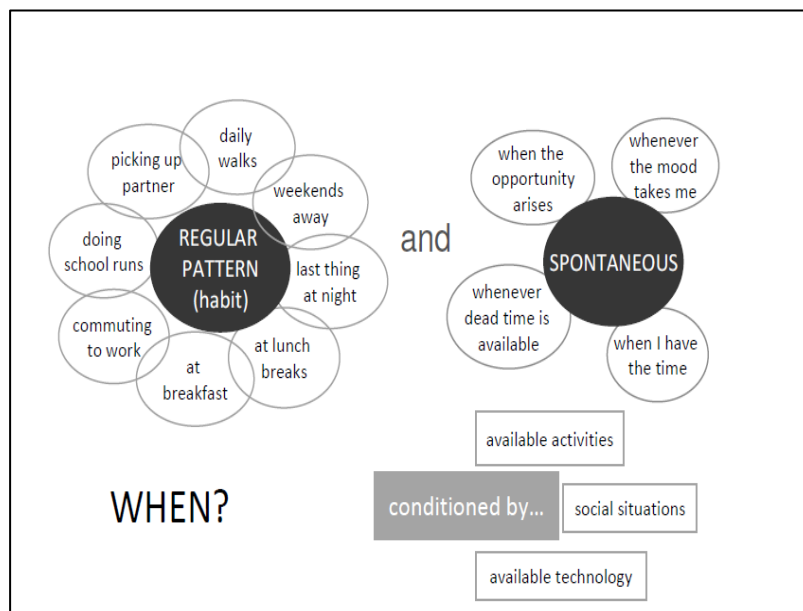 daily
walks
picking up
partner
weekends
away
doing
school runs
REGULAR
PATTERN
(habit)
last thing
at night
commuting
to work
at
breakfast
at lunch
breaks
and
when the
opportunity
arises
whenever
the mood
takes me
SPONTANEOUS
whenever
dead time is
available
when I have
the time
WHEN?
available activities
conditioned by...
social situations
available technology